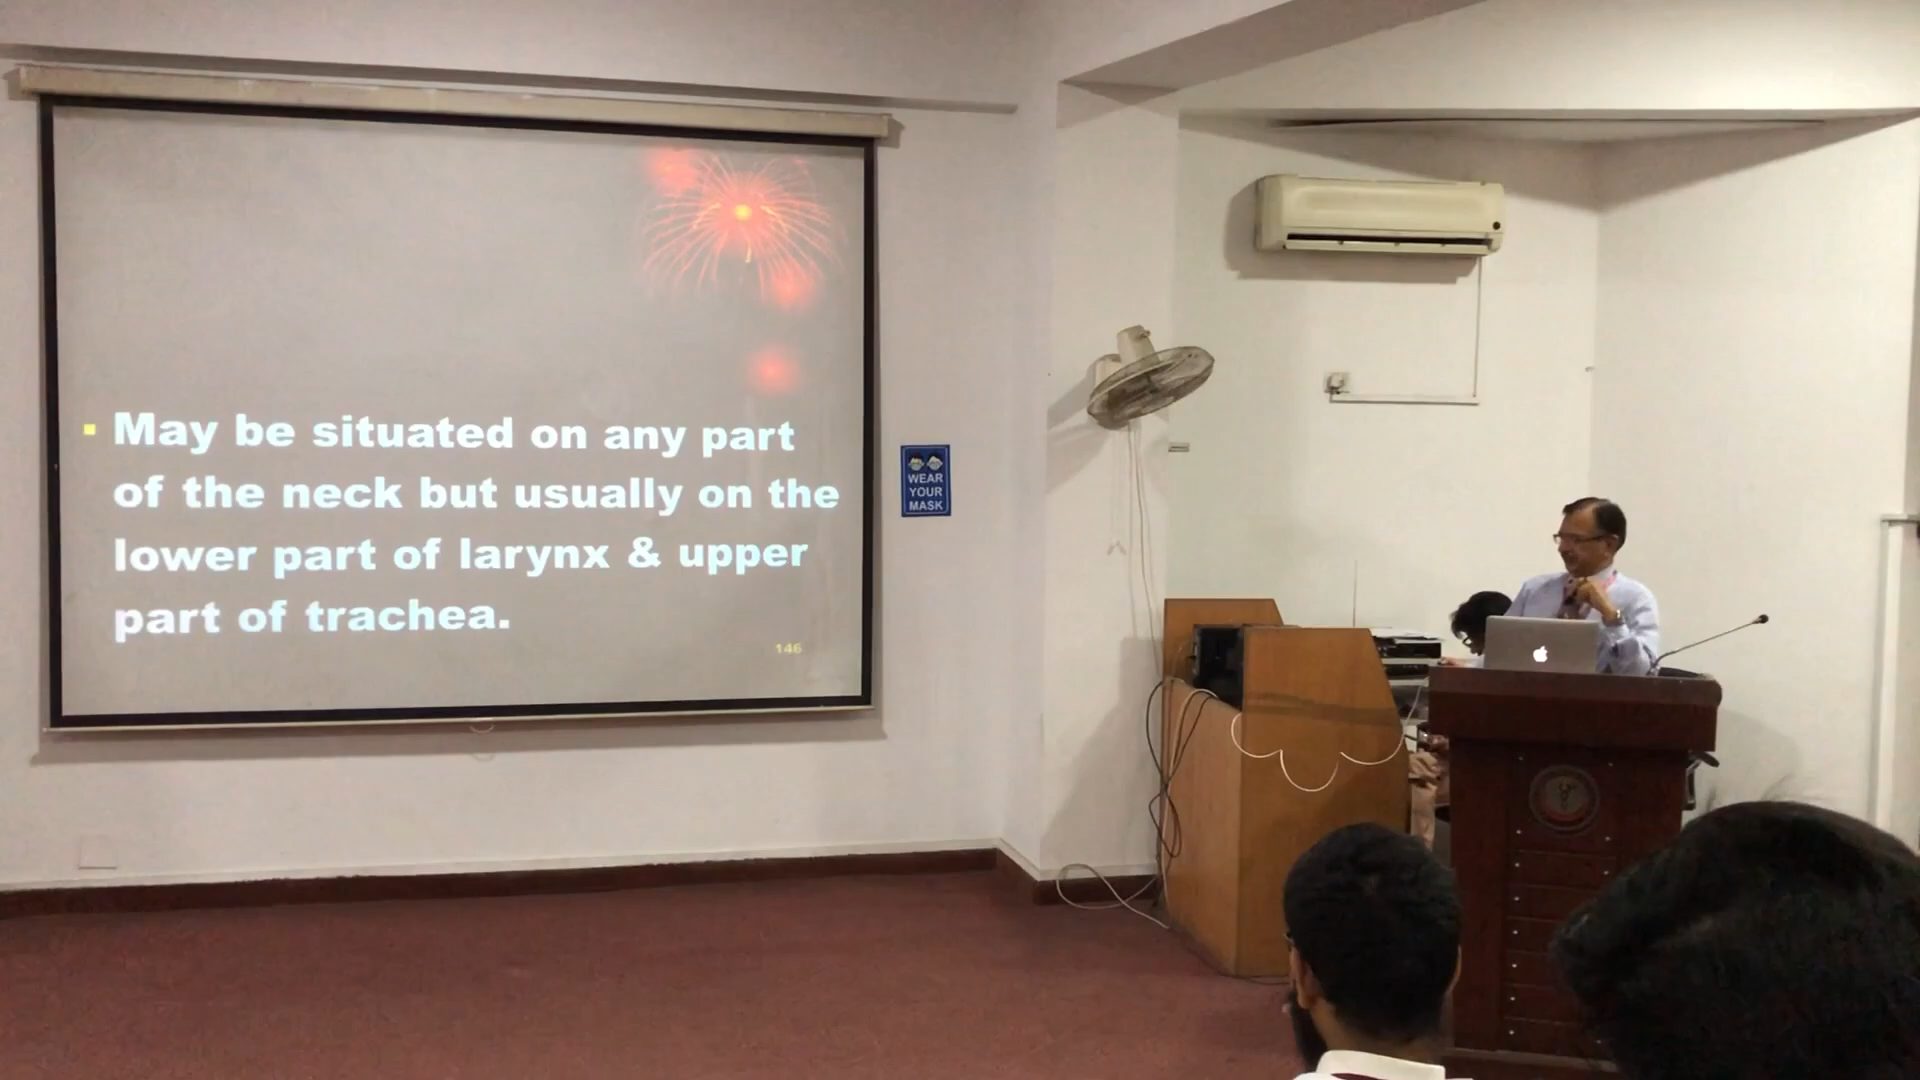 May be situated on any part
of the neck but usually on the
lower part of larynx & upper
part of trachea.
146
WEAR
YOUR
MASK